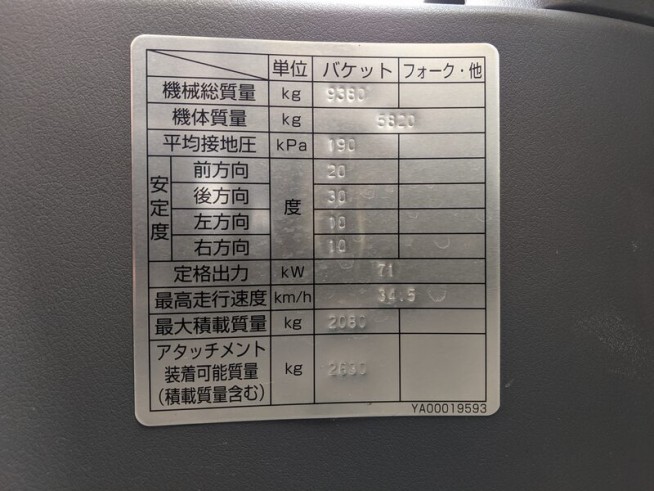 単位 バケット フォーク・他
機械総質量 kg 9360
機体質量 kg 5620
平均接地圧 kPa 190
安定度 前方向 度 20
後方向 30
左方向 10
右方向 10
定格出力 kW 71
最高走行速度 km/h 34.5
最大積載質量 kg 2080
アタッチメント
装着可能質量 kg 2690
(積載質量含む)
YA00019593